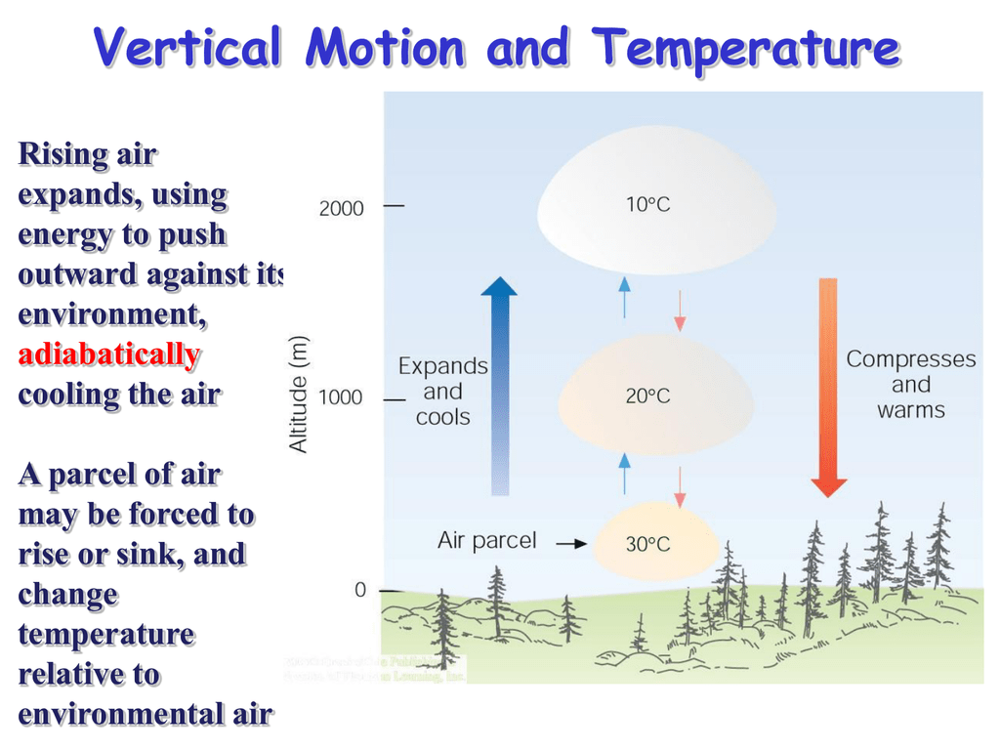 Vertical Motion and Temperature
Rising air
expands, using
energy to push
outward against its
environment,
adiabatically
cooling the air
A parcel of air
may be forced to
rise or sink, and
change
temperature
relative to
environmental air
Altitude (m)
2000
1000
0
10°C
20°C
30°C
Expands
and
cools
Compresses
and
warms
Air parcel
Learning, Inc.